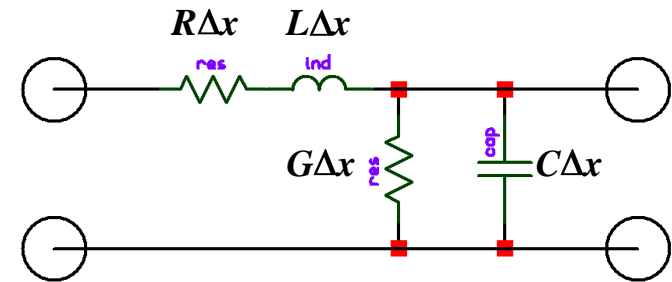 RΔx LΔx
res ind
GΔx res cap CΔx